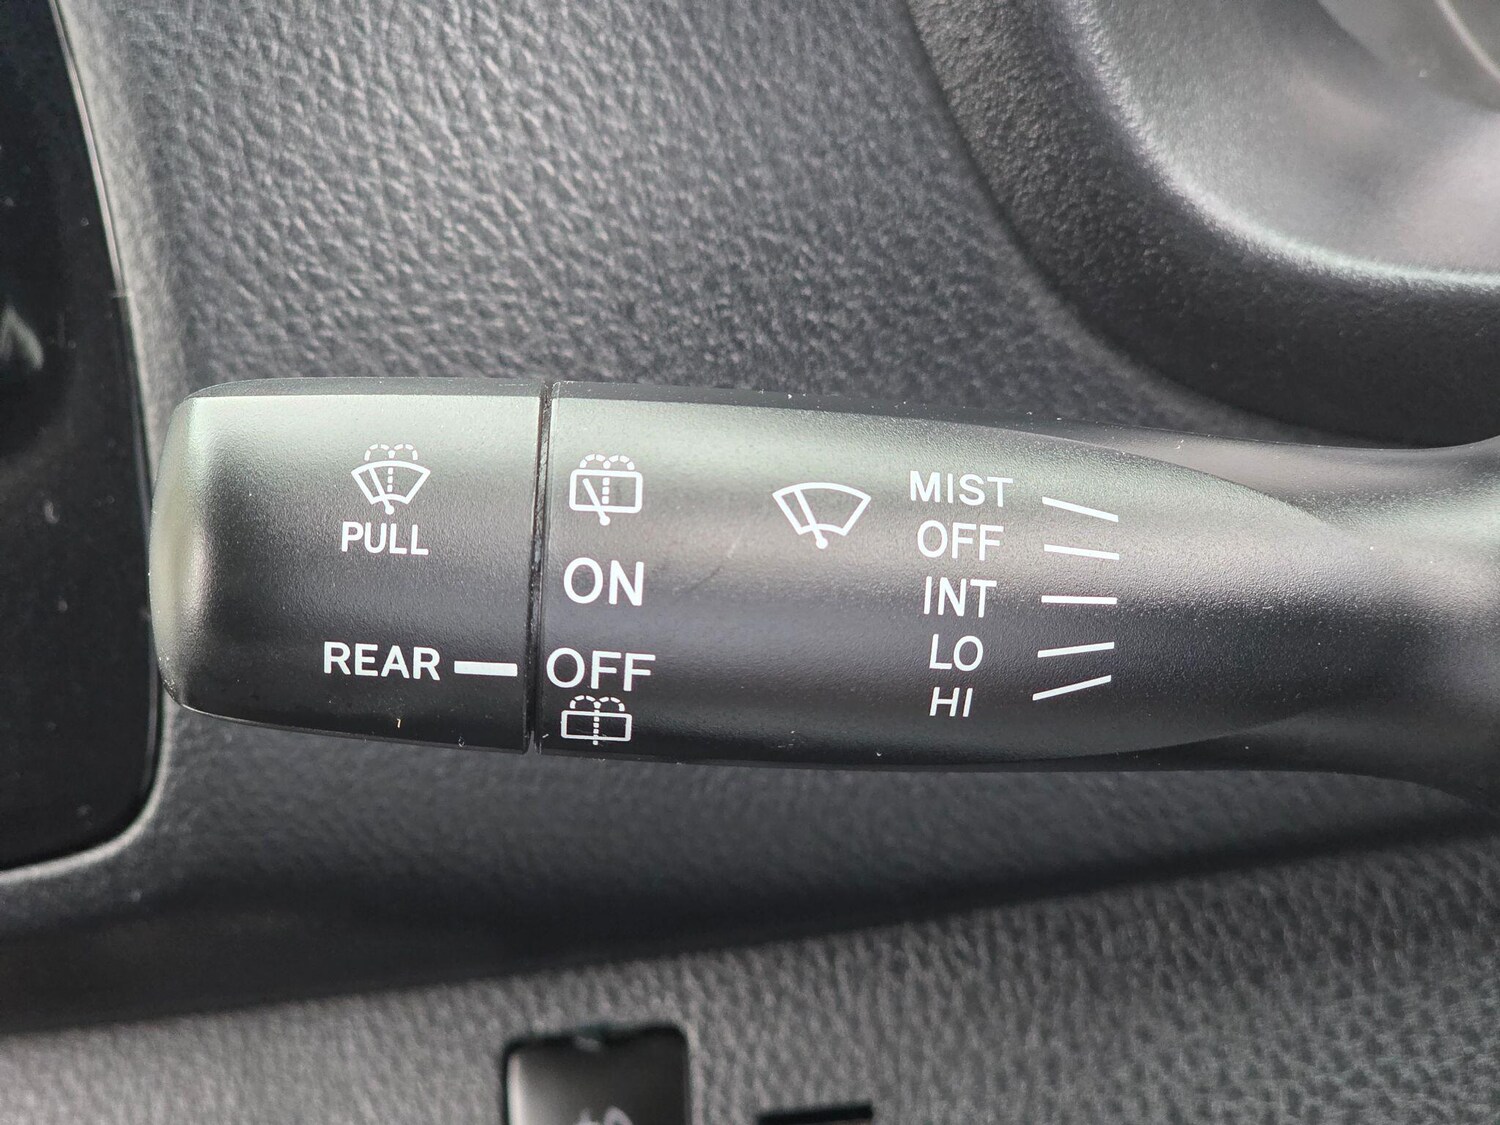 PULL
REAR
ON
OFF
MIST
OFF
INT
LO
HI